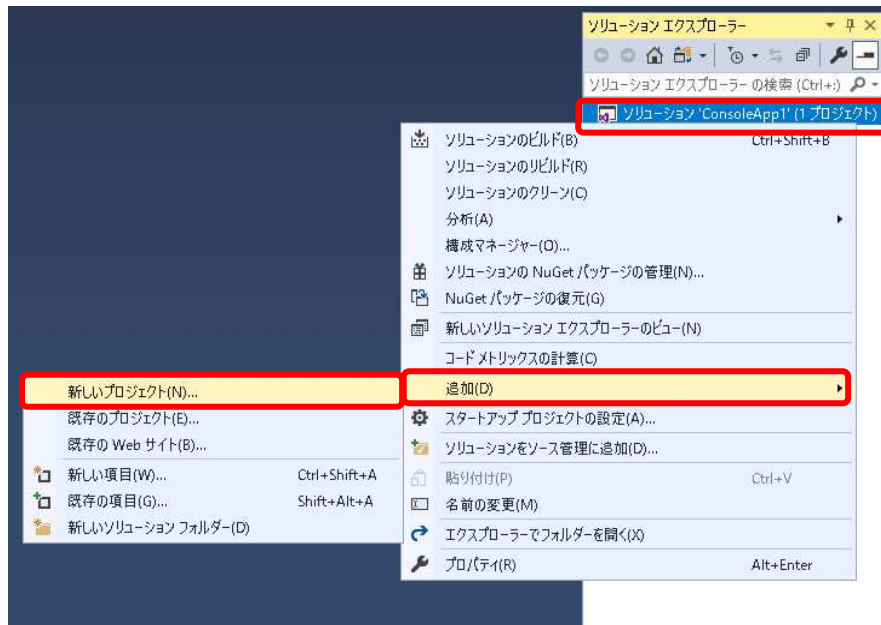 ソリューション エクスプローラー
ソリューション エクスプローラー の検索 (Ctrl+:)
ソリューション 'ConsoleApp1' (1 プロジェクト)
ソリューションのビルド(B) Ctrl+Shift+B
ソリューションのリビルド(R)
ソリューションのクリーン(C)
分析(A)
構成マネージャー(O)...
ソリューションの NuGet パッケージの管理(N)...
NuGet パッケージの復元(G)
新しいソリューション エクスプローラーのビュー(N)
コード メトリックスの計算(C)
追加(D)
スタートアップ プロジェクトの設定(A)...
ソリューションをソース管理に追加(D)...
貼り付け(P) Ctrl+V
名前の変更(M)
エクスプローラーでフォルダーを開く(X)
プロパティ(R) Alt+Enter
新しいプロジェクト(N)...
既存のプロジェクト(E)...
既存の Web サイト(B)...
新しい項目(W)... Ctrl+Shift+A
既存の項目(G)... Shift+Alt+A
新しいソリューション フォルダー(D)